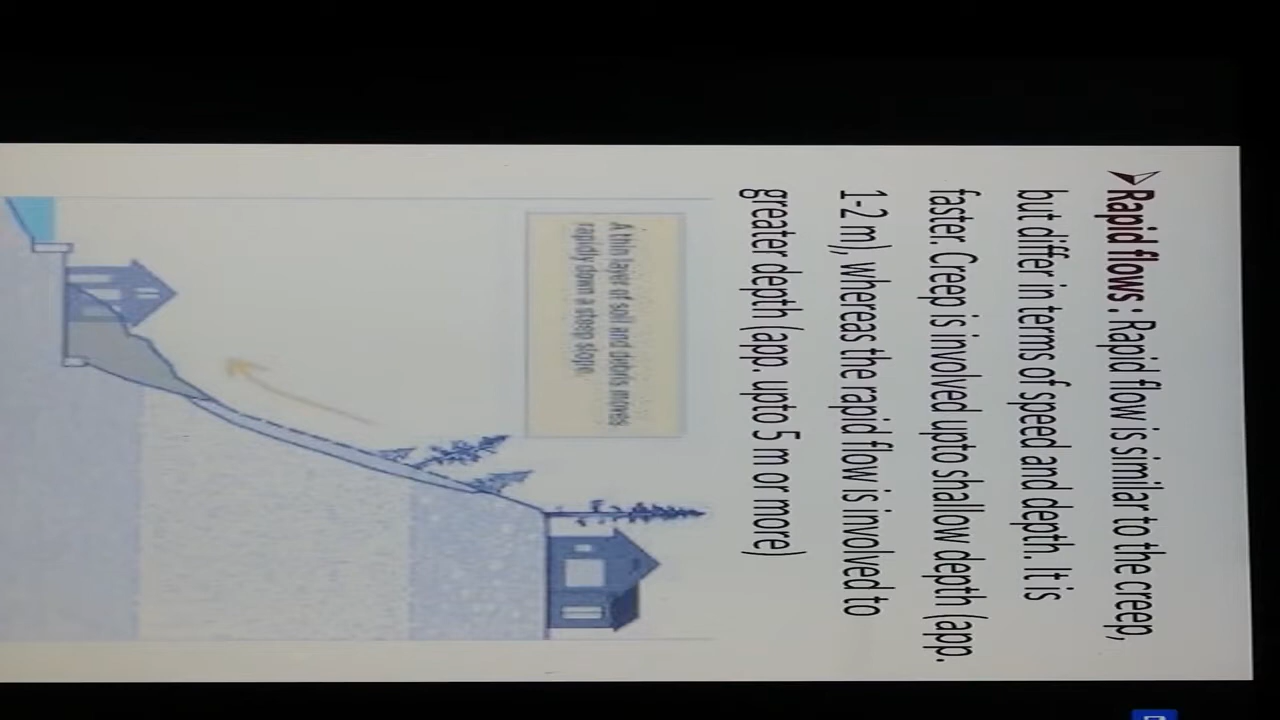 ➢Rapid flows : Rapid flow is similar to the creep,
but differ in terms of speed and depth. It is
faster. Creep is involved upto shallow depth (app.
1-2 m), whereas the rapid flow is involved to
greater depth (app. upto 5 m or more)
A thin layer of soil and debris moves
rapidly down a steep slope.